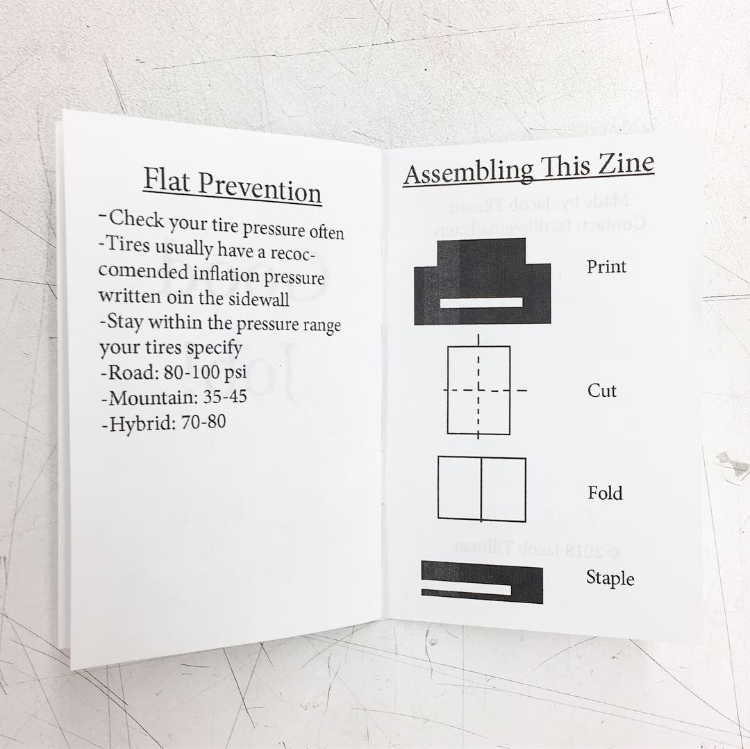 Flat Prevention
-Check your tire pressure often
-Tires usually have a recoc-
comended inflation pressure
written oin the sidewall
-Stay within the pressure range
your tires specify
-Road: 80-100 psi
-Mountain: 35-45
-Hybrid: 70-80
Assembling This Zine
Print
Cut
Fold
Staple